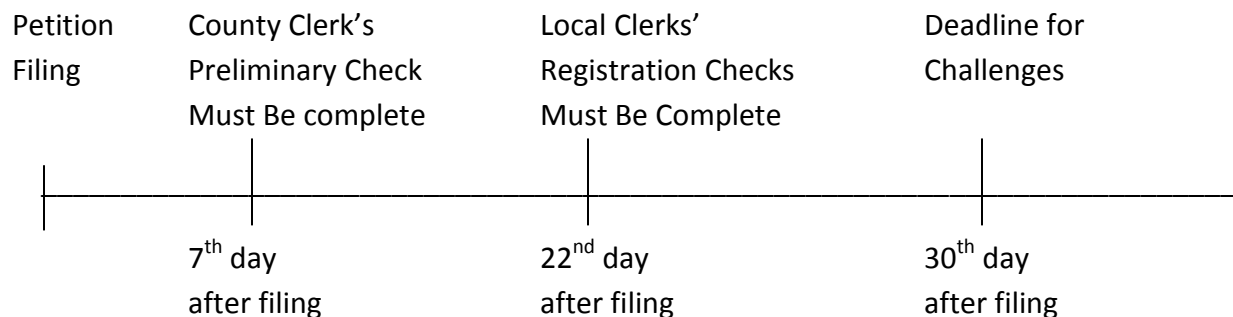 Petition
Filing
County Clerk’s
Preliminary Check
Must Be complete
Local Clerks’
Registration Checks
Must Be Complete
Deadline for
Challenges
7th day
after filing
22nd day
after filing
30th day
after filing